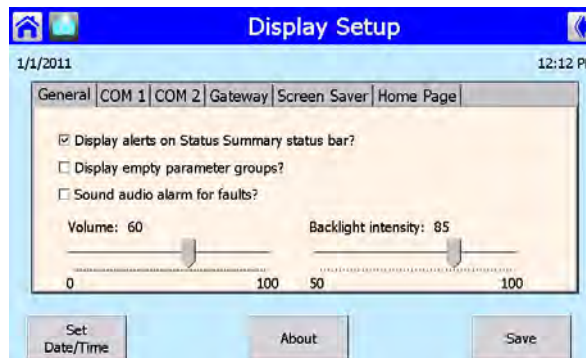 Display Setup
1/1/2011
12:12 P
General COM 1 COM 2 Gateway Screen Saver Home Page
Display alerts on Status Summary status bar?
Display empty parameter groups?
Sound audio alarm for faults?
Volume: 60 Backlight intensity: 85
0 100 50 100
Set
Date/Time
About
Save